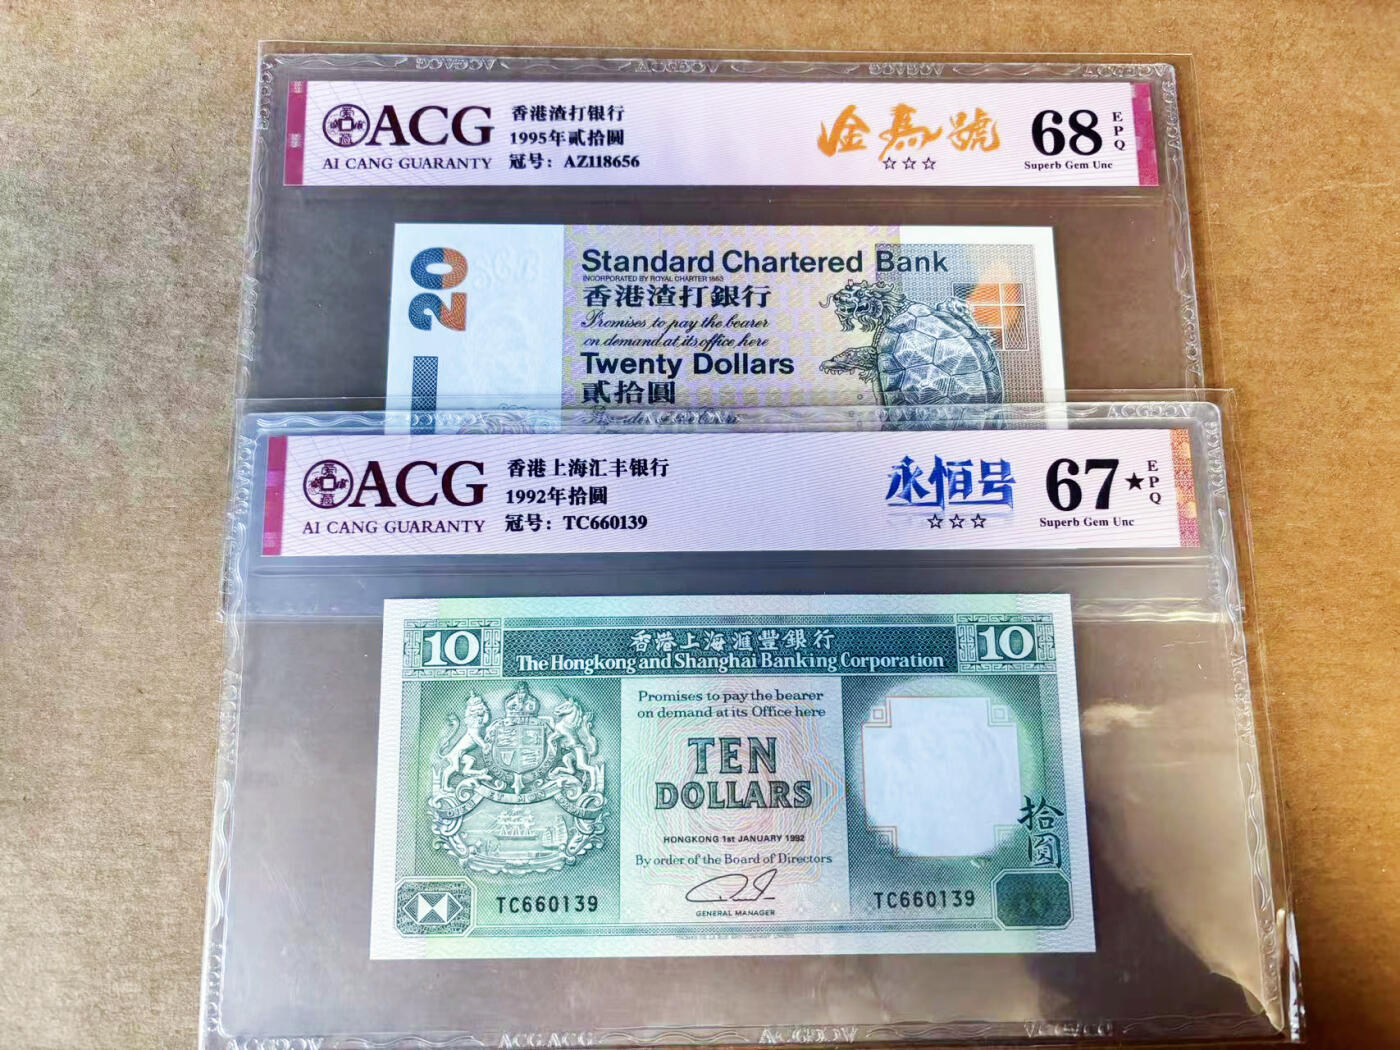 ACG
AI CANG GUARANTY
香港渣打银行
1995年贰拾圆
冠号：AZ118656
金馬號
☆☆☆
68
EPQ
Superb Gem Unc
20
Standard Chartered Bank
INCORPORATED BY ROYAL CHARTER 1853
香港渣打銀行
Promises to pay the bearer
on demand at its office here
Twenty Dollars
貳拾圓
ACG
AI CANG GUARANTY
香港上海汇丰银行
1992年拾圆
冠号：TC660139
永恒号
☆☆☆
67★
EPQ
Superb Gem Unc
10
香港上海滙豐銀行
The Hongkong and Shanghai Banking Corporation
10
Promises to pay the bearer
on demand at its Office here
TEN
DOLLARS
HONGKONG 1st JANUARY 1992
By order of the Board of Directors
GENERAL MANAGER
TC660139
TC660139
拾圓